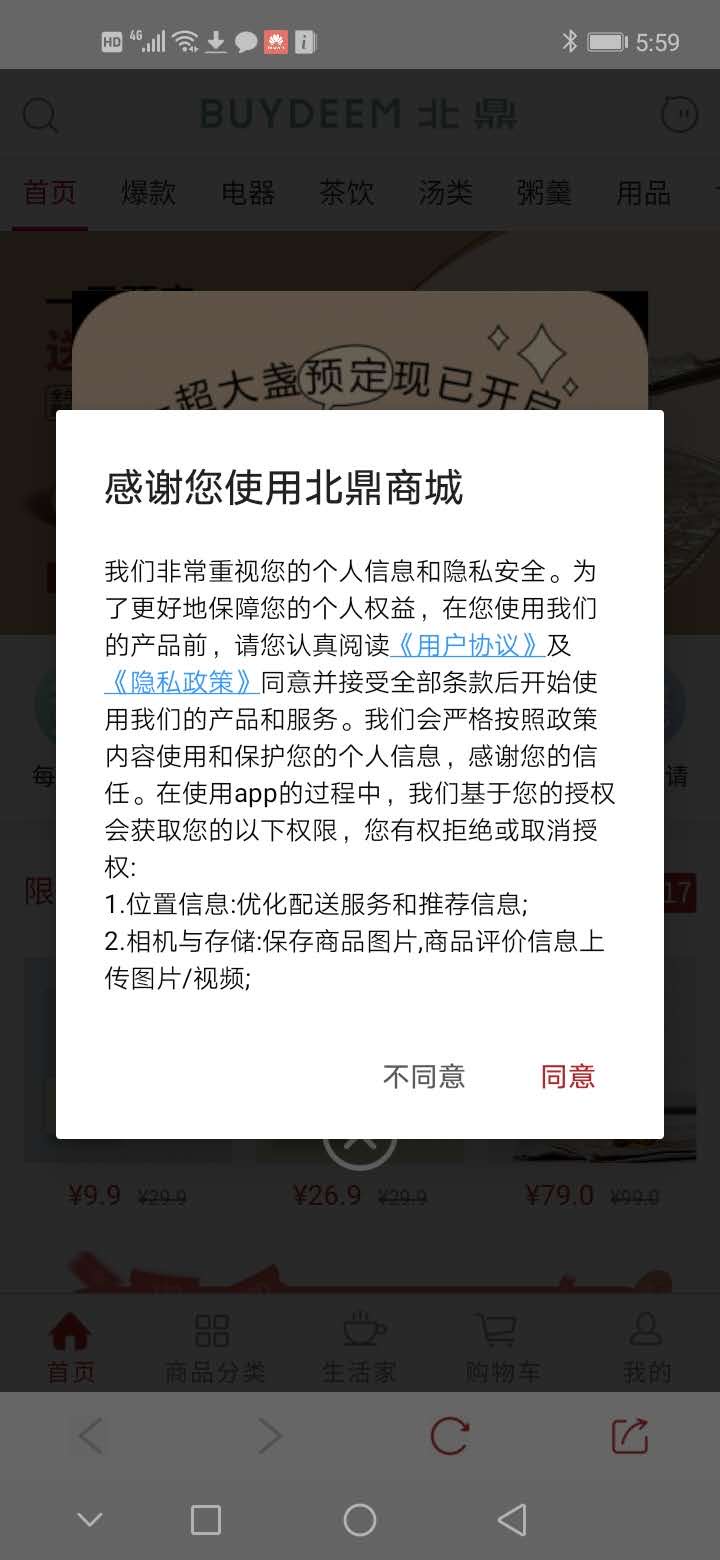 HD 4G 5:59
BUYDEEM 北鼎
首页 爆款 电器 茶饮 汤类 粥羹 用品
超大盏预定现已开启
感谢您使用北鼎商城
我们非常重视您的个人信息和隐私安全。为
了更好地保障您的个人权益，在您使用我们
的产品前，请您认真阅读《用户协议》及
《隐私政策》同意并接受全部条款后开始使
用我们的产品和服务。我们会严格按照政策
内容使用和保护您的个人信息，感谢您的信
任。在使用app的过程中，我们基于您的授权
会获取您的以下权限，您有权拒绝或取消授
权:
1.位置信息:优化配送服务和推荐信息;
2.相机与存储:保存商品图片,商品评价信息上
传图片/视频;
不同意 同意
每 请
限 17
¥9.9 ¥29.9 ¥26.9 ¥29.9 ¥79.0 ¥99.0
首页 商品分类 生活家 购物车 我的